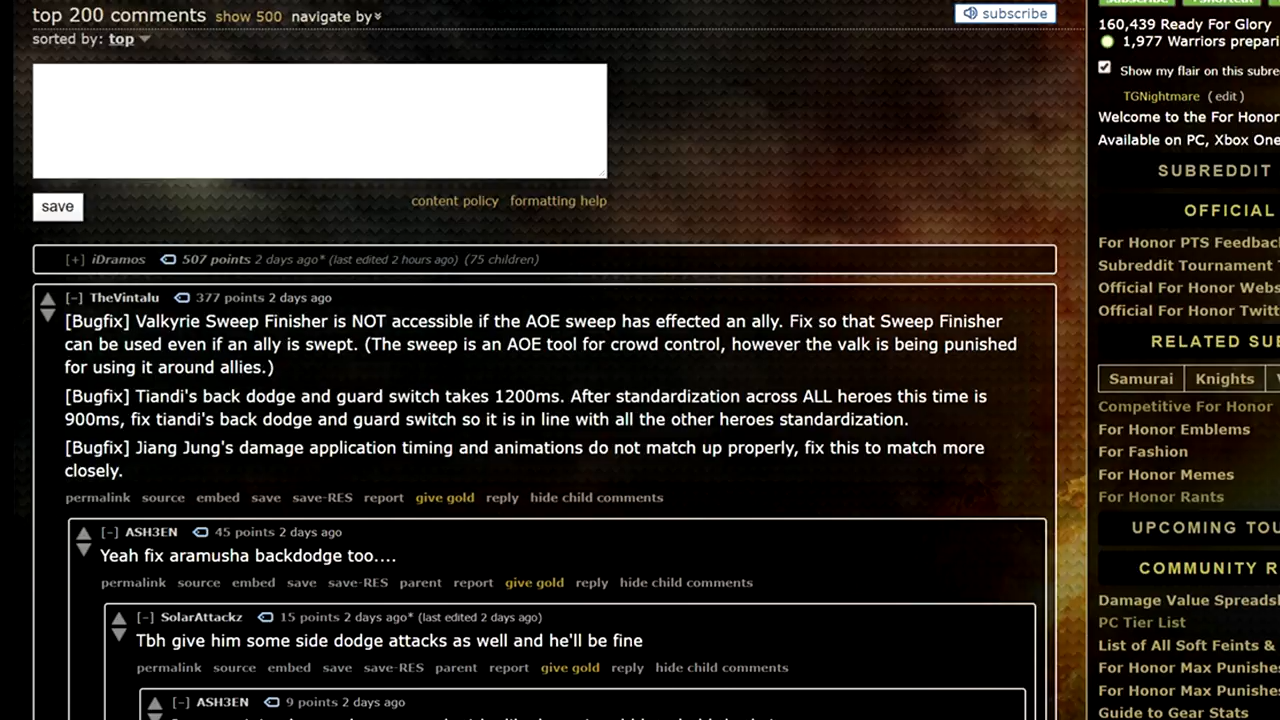 top 200 comments show 500 navigate by
subscribe
sorted by: top
save
content policy formatting help
[+] iDramos 507 points 2 days ago* (last edited 2 hours ago) (75 children)
[–] TheVintalu 377 points 2 days ago
[Bugfix] Valkyrie Sweep Finisher is NOT accessible if the AOE sweep has effected an ally. Fix so that Sweep Finisher
can be used even if an ally is swept. (The sweep is an AOE tool for crowd control, however the valk is being punished
for using it around allies.)
[Bugfix] Tiandi's back dodge and guard switch takes 1200ms. After standardization across ALL heroes this time is
900ms, fix tiandi's back dodge and guard switch so it is in line with all the other heroes standardization.
[Bugfix] Jiang Jung's damage application timing and animations do not match up properly, fix this to match more
closely.
permalink source embed save save-RES report give gold reply hide child comments
[–] ASH3EN 45 points 2 days ago
Yeah fix aramusha backdodge too....
permalink source embed save save-RES parent report give gold reply hide child comments
[–] SolarAttackz 15 points 2 days ago* (last edited 2 days ago)
Tbh give him some side dodge attacks as well and he'll be fine
permalink source embed save save-RES parent report give gold reply hide child comments
[–] ASH3EN 9 points 2 days ago
160,439 Ready For Glory
1,977 Warriors prepari
Show my flair on this subre
TGNightmare (edit)
Welcome to the For Honor
Available on PC, Xbox One
SUBREDDIT
OFFICIAL
For Honor PTS Feedbac
Subreddit Tournament
Official For Honor Webs
Official For Honor Twitt
RELATED SU
Samurai Knights
Competitive For Honor
For Honor Emblems
For Fashion
For Honor Memes
For Honor Rants
UPCOMING TOU
COMMUNITY R
Damage Value Spreads
PC Tier List
List of All Soft Feints &
For Honor Max Punishe
For Honor Max Punishes
Guide to Gear Stats